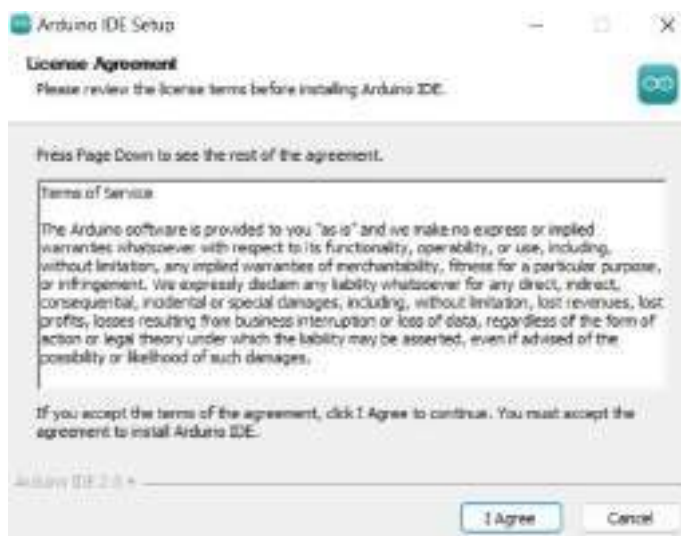 Arduino IDE Setup
License Agreement
Please review the license terms before installing Arduino IDE.
Press Page Down to see the rest of the agreement.
Terms of Service
The Arduino software is provided to you "as is" and we make no express or implied
warranties whatsoever with respect to its functionality, operability, or use, including,
without limitation, any implied warranties of merchantability, fitness for a particular purpose,
or infringement. We expressly disclaim any liability whatsoever for any direct, indirect,
consequential, incidental or special damages, including, without limitation, lost revenues, lost
profits, losses resulting from business interruption or loss of data, regardless of the form of
action or legal theory under which the liability may be asserted, even if advised of the
possibility or likelihood of such damages.
If you accept the terms of the agreement, click I Agree to continue. You must accept the
agreement to install Arduino IDE.
Arduino IDE
I Agree
Cancel